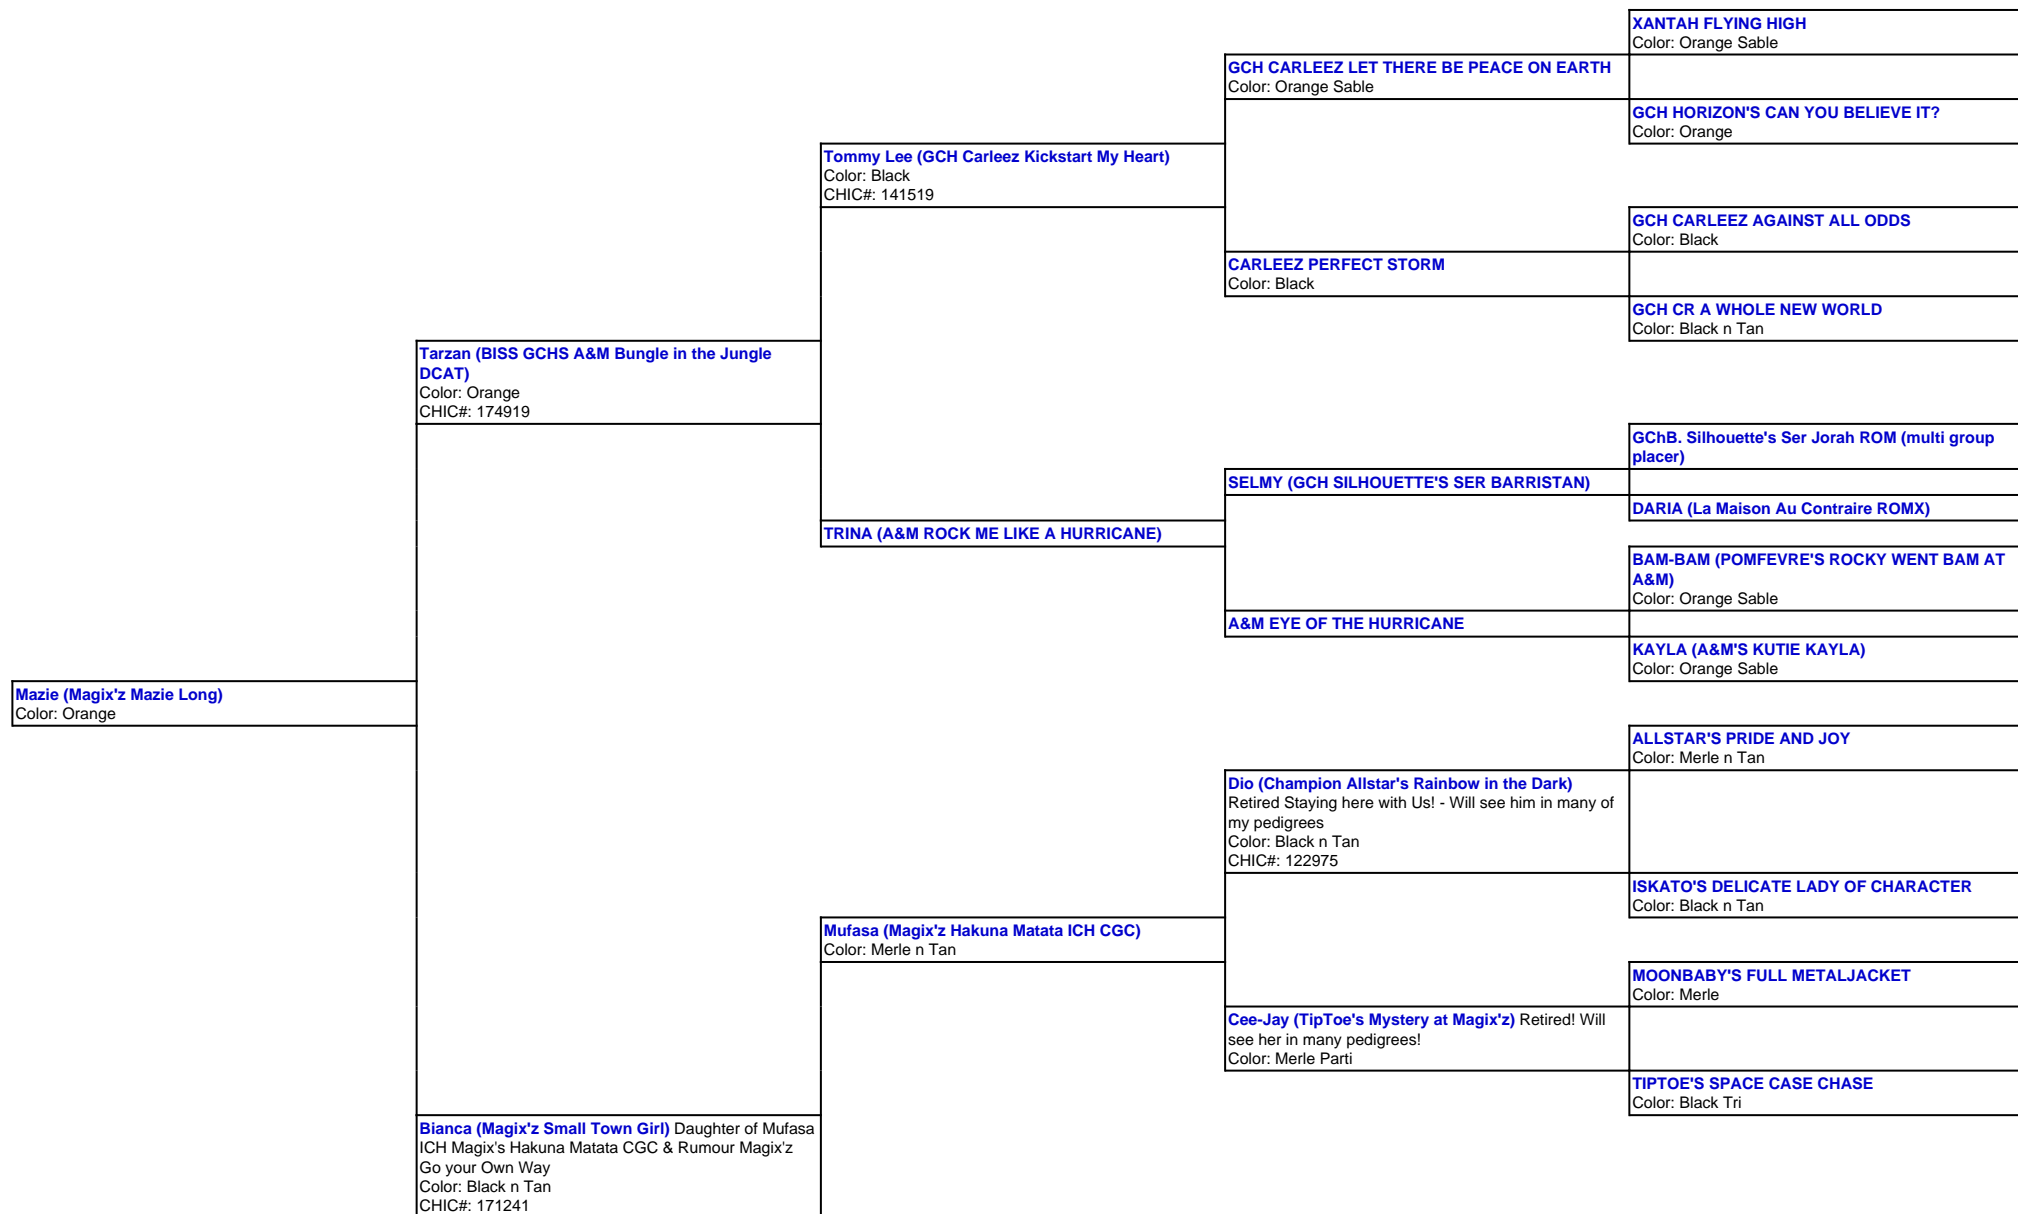 XANTAH FLYING HIGH
Color: Orange Sable
GCH CARLEEZ LET THERE BE PEACE ON EARTH
Color: Orange Sable
GCH HORIZON'S CAN YOU BELIEVE IT?
Color: Orange
Tommy Lee (GCH Carleez Kickstart My Heart)
Color: Black
CHIC#: 141519
GCH CARLEEZ AGAINST ALL ODDS
Color: Black
CARLEEZ PERFECT STORM
Color: Black
GCH CR A WHOLE NEW WORLD
Color: Black n Tan
Tarzan (BISS GCHS A&M Bungle in the Jungle
DCAT)
Color: Orange
CHIC#: 174919
GChB. Silhouette's Ser Jorah ROM (multi group
placer)
SELMY (GCH SILHOUETTE'S SER BARRISTAN)
DARIA (La Maison Au Contraire ROMX)
TRINA (A&M ROCK ME LIKE A HURRICANE)
BAM-BAM (POMFEVRE'S ROCKY WENT BAM AT
A&M)
Color: Orange Sable
A&M EYE OF THE HURRICANE
KAYLA (A&M'S KUTIE KAYLA)
Color: Orange Sable
Mazie (Magix'z Mazie Long)
Color: Orange
ALLSTAR'S PRIDE AND JOY
Color: Merle n Tan
Dio (Champion Allstar's Rainbow in the Dark)
Retired Staying here with Us! - Will see him in many of
my pedigrees
Color: Black n Tan
CHIC#: 122975
ISKATO'S DELICATE LADY OF CHARACTER
Color: Black n Tan
Mufasa (Magix'z Hakuna Matata ICH CGC)
Color: Merle n Tan
MOONBABY'S FULL METALJACKET
Color: Merle
Cee-Jay (TipToe's Mystery at Magix'z) Retired! Will
see her in many pedigrees!
Color: Merle Parti
TIPTOE'S SPACE CASE CHASE
Color: Black Tri
Bianca (Magix'z Small Town Girl) Daughter of Mufasa
ICH Magix's Hakuna Matata CGC & Rumour Magix'z
Go your Own Way
Color: Black n Tan
CHIC#: 171241